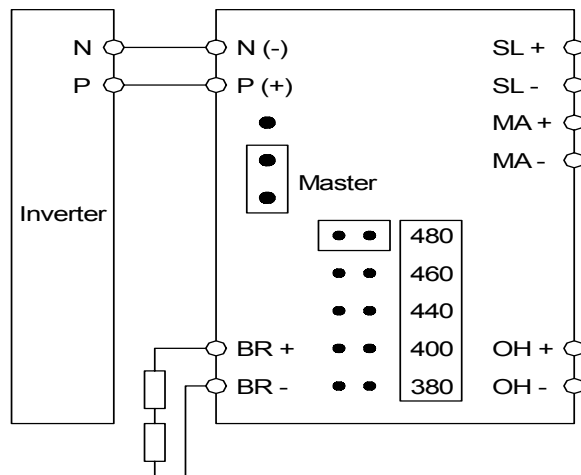 N N (-) SL +
P P (+) SL -
MA +
MA -
Master
Inverter
480
460
440
BR + 400 OH +
BR - 380 OH -